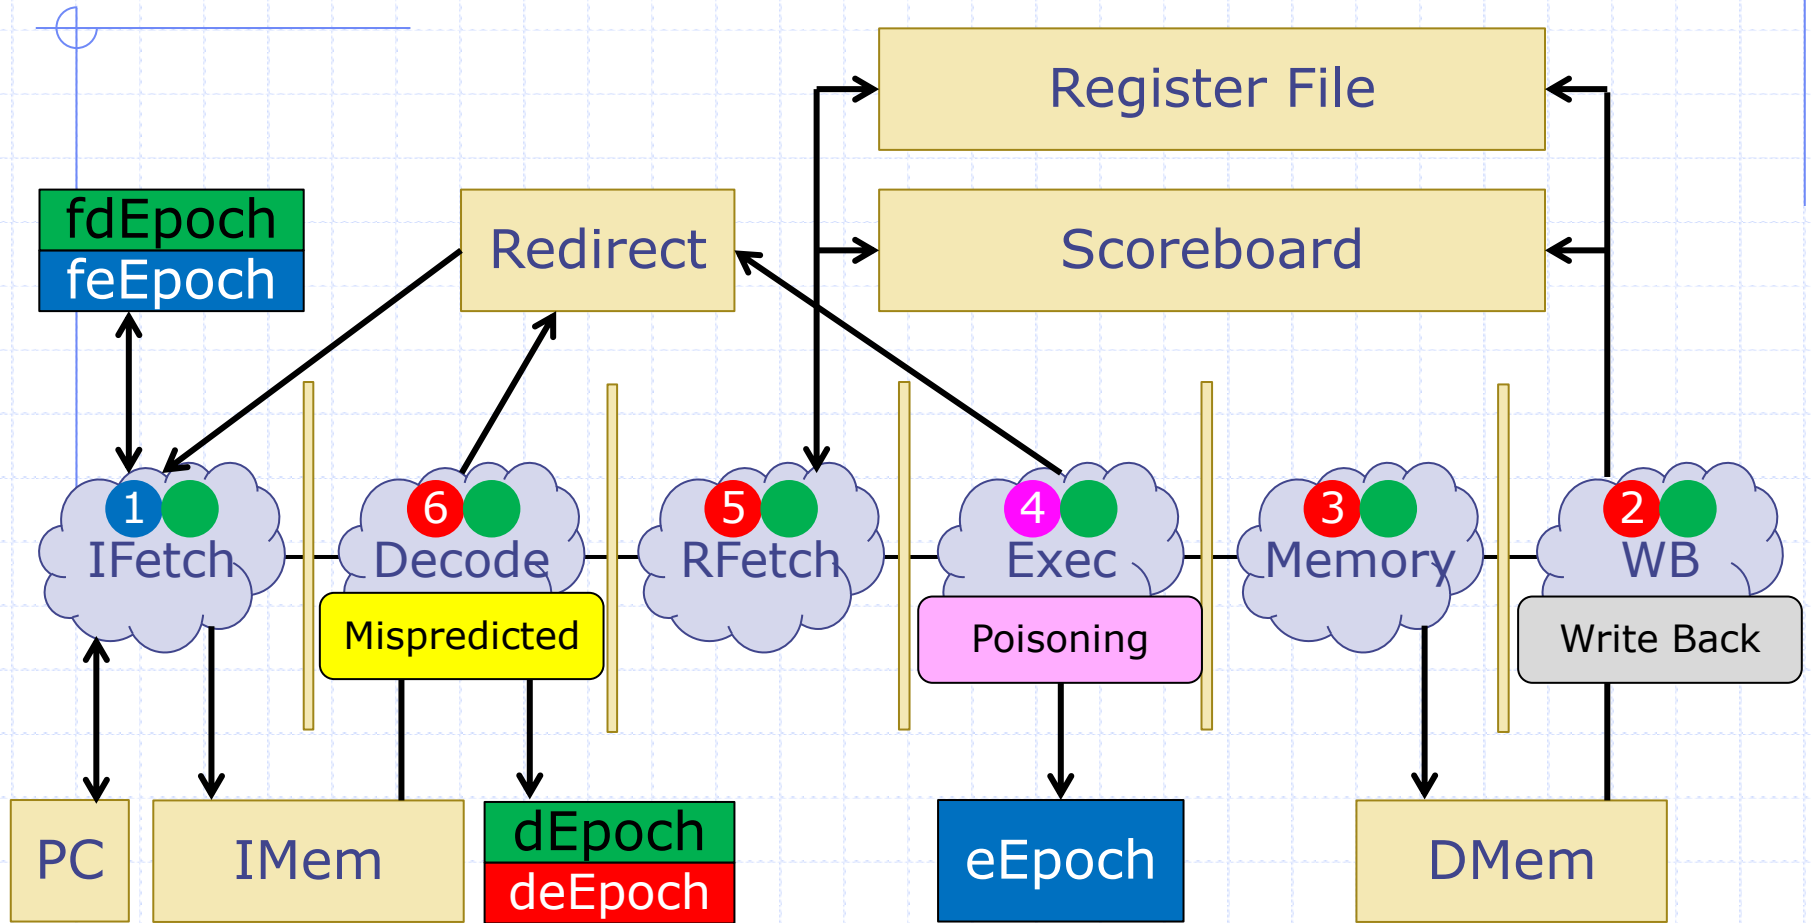 Register File
fdEpoch
feEpoch
Redirect
Scoreboard
1
6
5
4
3
2
IFetch
Decode
RFetch
Exec
Memory
WB
Mispredicted
Poisoning
Write Back
PC
IMem
dEpoch
deEpoch
eEpoch
DMem